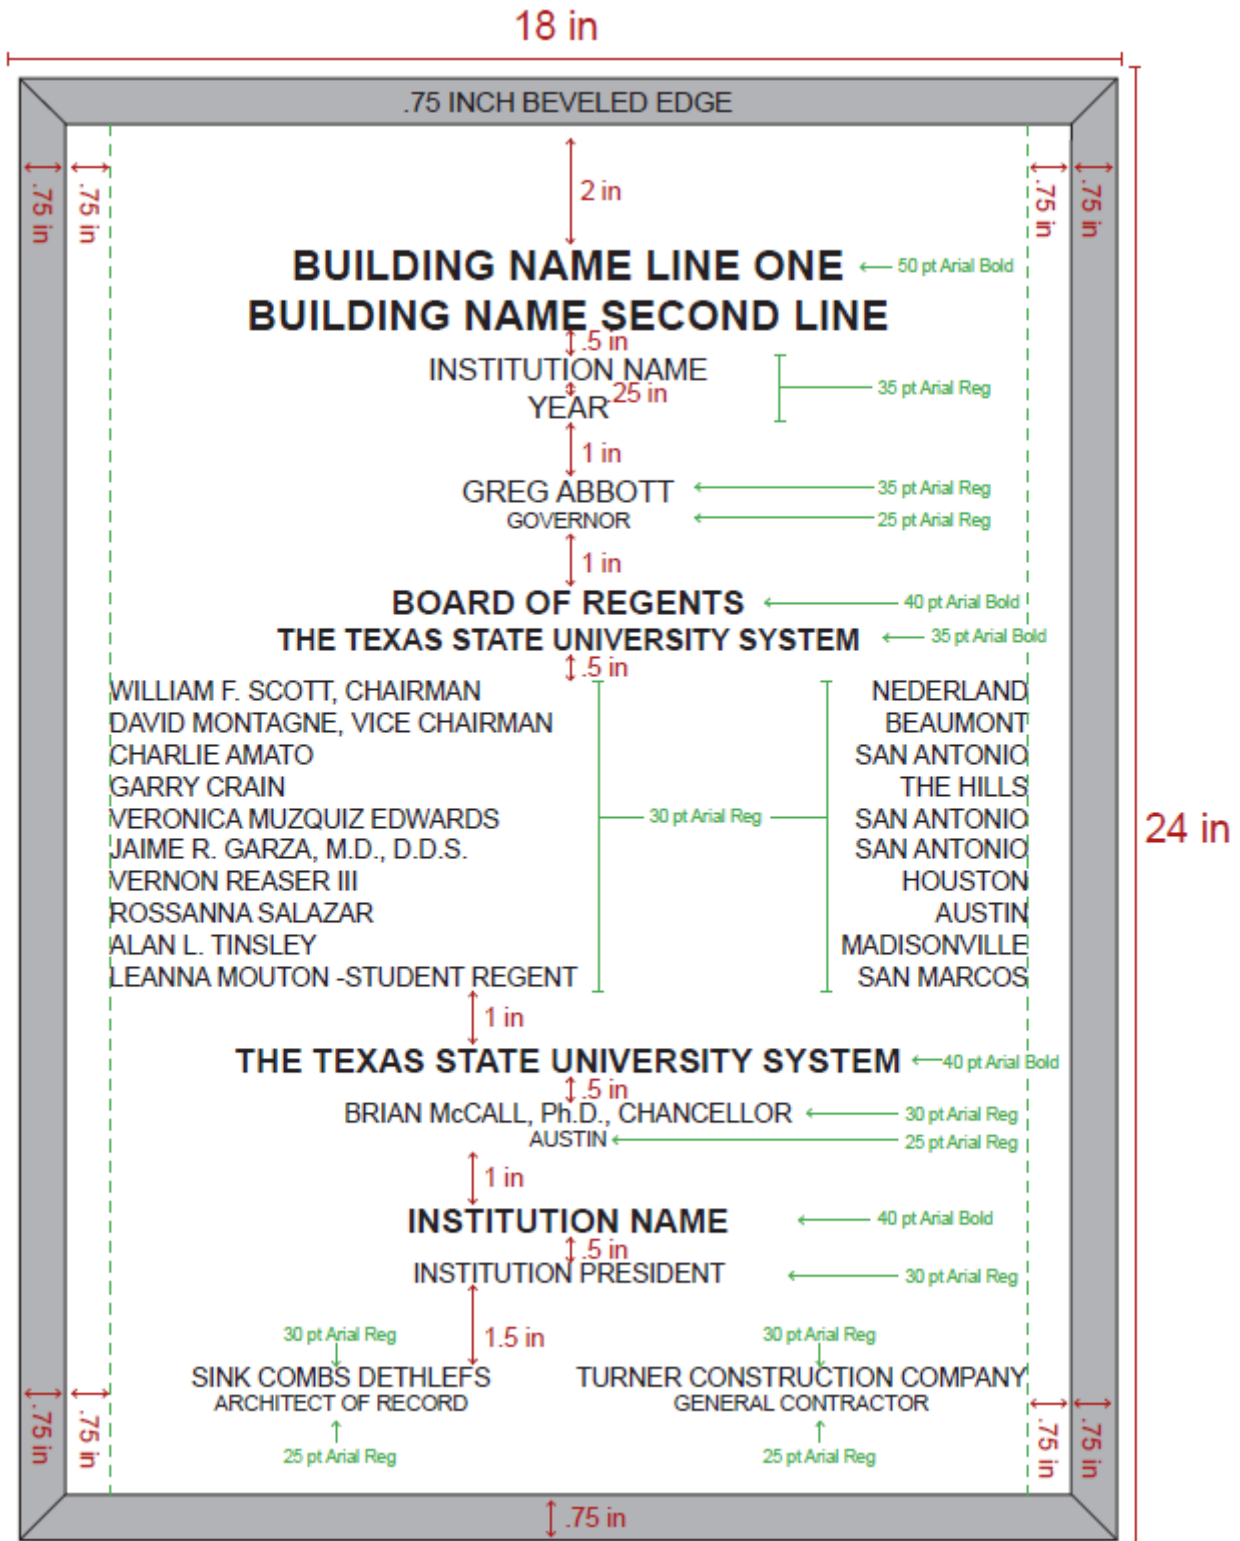 18 in
.75 INCH BEVELED EDGE
.75 in .75 in .75 in .75 in
2 in
BUILDING NAME LINE ONE 50 pt Arial Bold
BUILDING NAME SECOND LINE
.5 in
INSTITUTION NAME
.25 in 35 pt Arial Reg
YEAR
1 in
GREG ABBOTT 35 pt Arial Reg
GOVERNOR 25 pt Arial Reg
1 in
BOARD OF REGENTS 40 pt Arial Bold
THE TEXAS STATE UNIVERSITY SYSTEM 35 pt Arial Bold
.5 in
WILLIAM F. SCOTT, CHAIRMAN NEDERLAND
DAVID MONTAGNE, VICE CHAIRMAN BEAUMONT
CHARLIE AMATO SAN ANTONIO
GARRY CRAIN THE HILLS
VERONICA MUZQUIZ EDWARDS 30 pt Arial Reg SAN ANTONIO
24 in
JAIME R. GARZA, M.D., D.D.S. SAN ANTONIO
VERNON REASER III HOUSTON
ROSSANNA SALAZAR AUSTIN
ALAN L. TINSLEY MADISONVILLE
LEANNA MOUTON -STUDENT REGENT SAN MARCOS
1 in
THE TEXAS STATE UNIVERSITY SYSTEM 40 pt Arial Bold
.5 in
BRIAN McCALL, Ph.D., CHANCELLOR 30 pt Arial Reg
AUSTIN 25 pt Arial Reg
1 in
INSTITUTION NAME 40 pt Arial Bold
.5 in
INSTITUTION PRESIDENT 30 pt Arial Reg
30 pt Arial Reg 1.5 in 30 pt Arial Reg
SINK COMBS DETHLEFS TURNER CONSTRUCTION COMPANY
ARCHITECT OF RECORD GENERAL CONTRACTOR
.75 in .75 in .75 in .75 in
25 pt Arial Reg 25 pt Arial Reg
.75 in